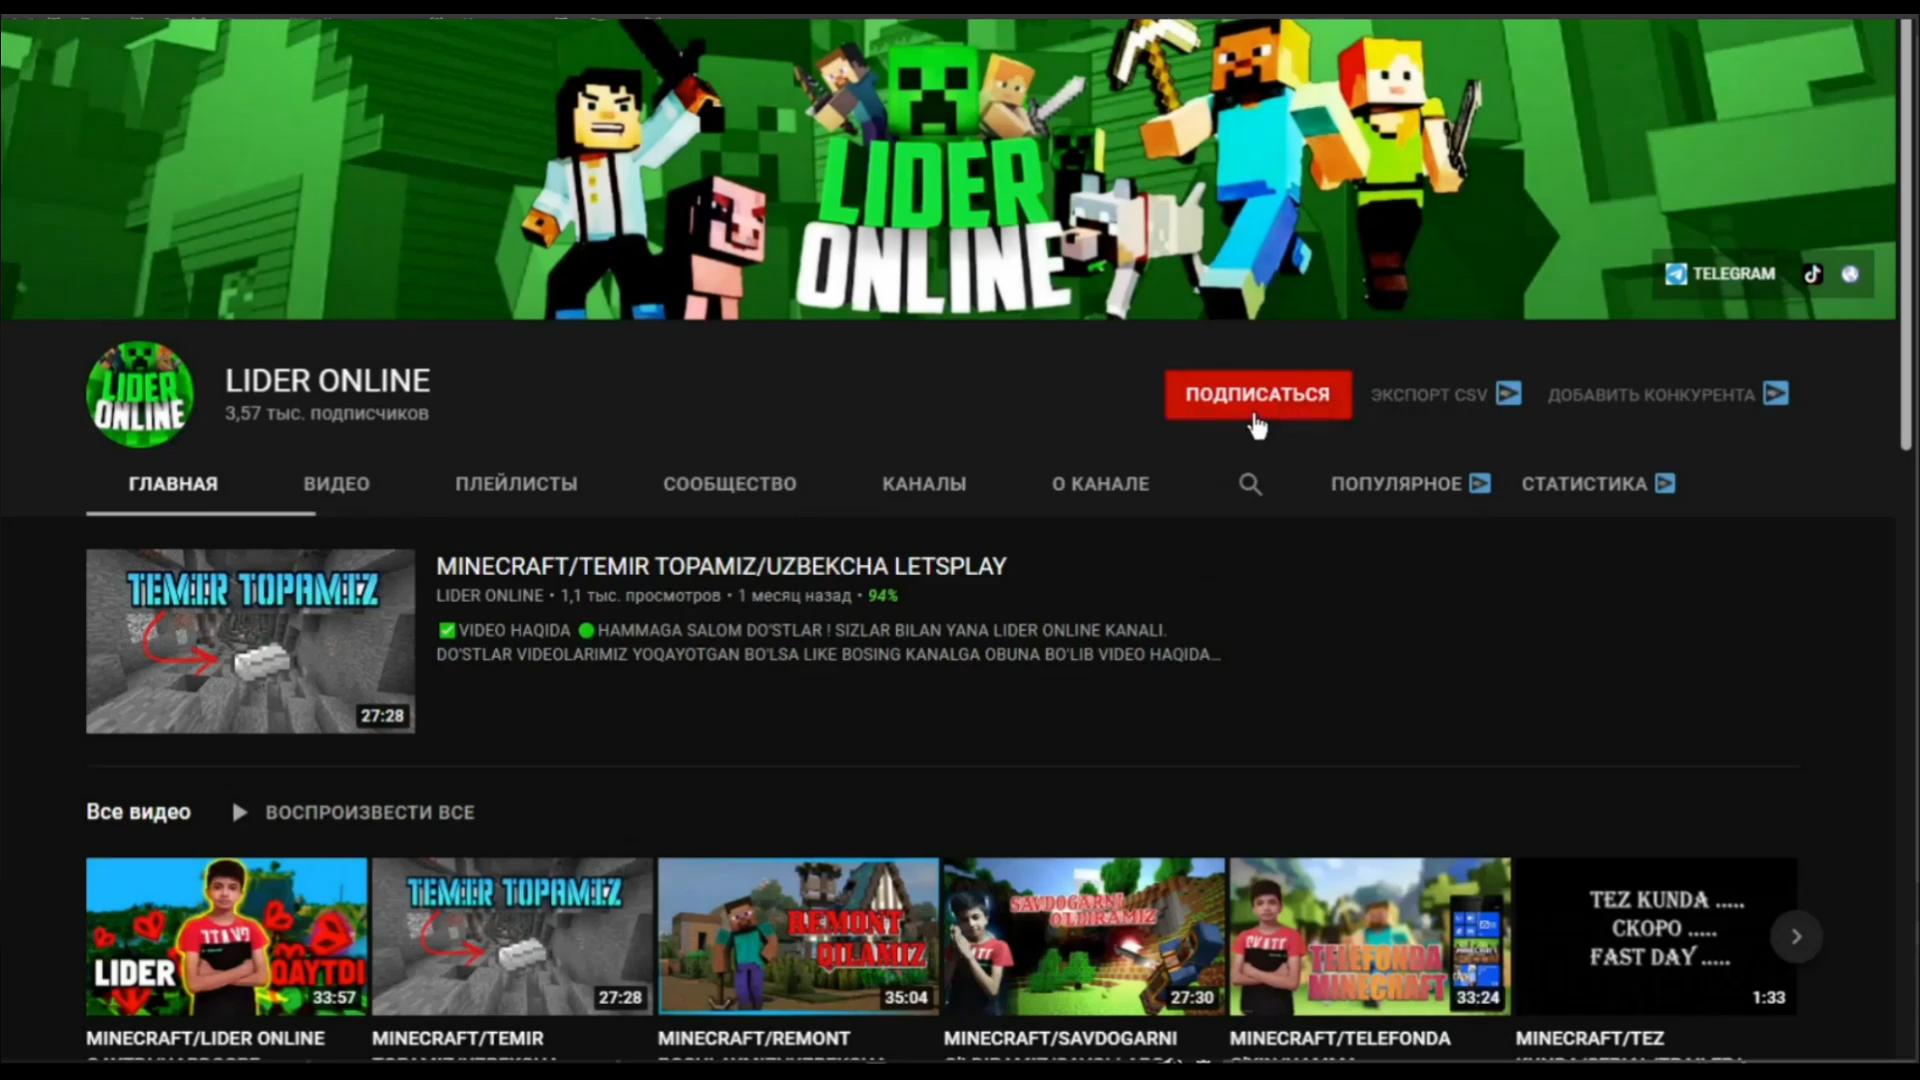 LIDER
ONLINE
TELEGRAM
LIDER
ONLINE
LIDER ONLINE
3,57 тыс. подписчиков
ПОДПИСАТЬСЯ
ЭКСПОРТ CSV
ДОБАВИТЬ КОНКУРЕНТА
ГЛАВНАЯ
ВИДЕО
ПЛЕЙЛИСТЫ
СООБЩЕСТВО
КАНАЛЫ
О КАНАЛЕ
ПОПУЛЯРНОЕ
СТАТИСТИКА
TEMIR TOPAMIZ
27:28
MINECRAFT/TEMIR TOPAMIZ/UZBEKCHA LETSPLAY
LIDER ONLINE • 1,1 тыс. просмотров • 1 месяц назад • 94%
VIDEO HAQIDA HAMMAGA SALOM DO'STLAR ! SIZLAR BILAN YANA LIDER ONLINE KANALI.
DO'STLAR VIDEOLARIMIZ YOQAYOTGAN BO'LSA LIKE BOSING KANALGA OBUNA BO'LIB VIDEO HAQIDA...
Все видео
ВОСПРОИЗВЕСТИ ВСЕ
LIDER QAYTDI
33:57
TEMIR TOPAMIZ
27:28
REMONT
QILAMIZ
35:04
SAVDOGARNI
OLDIRAMIZ
27:30
TELEFONDA
MINECRAFT
33:24
TEZ KUNDA .....
СКОРО .....
FAST DAY .....
1:33
MINECRAFT/LIDER ONLINE
MINECRAFT/TEMIR
MINECRAFT/REMONT
MINECRAFT/SAVDOGARNI
MINECRAFT/TELEFONDA
MINECRAFT/TEZ